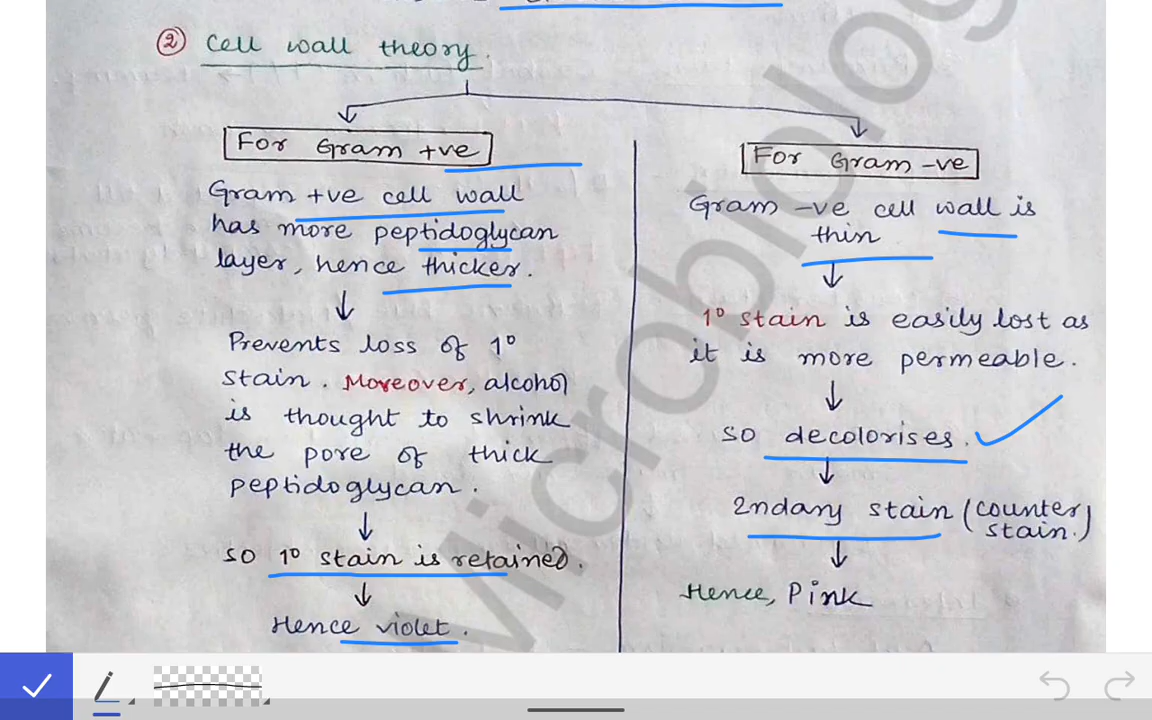 ② Cell wall theory.
For Gram +ve
Gram +ve cell wall
has more peptidoglycan
layer, hence thicker.
Prevents loss of 1°
stain. Moreover, alcohol
is thought to shrink
the pore of thick
peptidoglycan.
SO 1° stain is retained.
Hence violet.
For Gram -ve
Gram -ve cell wall is
thin
1° stain is easily lost as
it is more permeable.
SO decolorises.
2ndary stain (counter
stain.)
Hence, Pink
Microbiolog